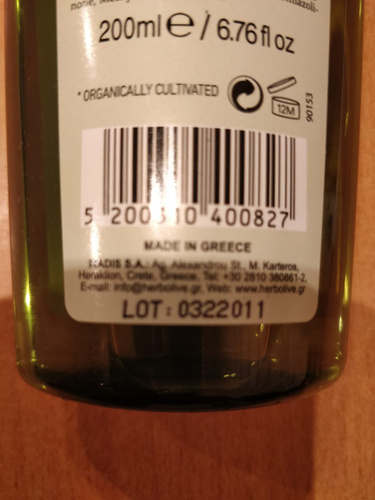 200ml e / 6.76 fl oz
* ORGANICALLY CULTIVATED
12M
90153
5 200310 400827
MADE IN GREECE
MADIS S.A.: Ag. Alexandrou St., M. Karteros,
Heraklion, Crete, Greece, Tel: +30 2810 380661-2,
E-mail: info@herbolive.gr, Web: www.herbolive.gr
LOT: 0322011